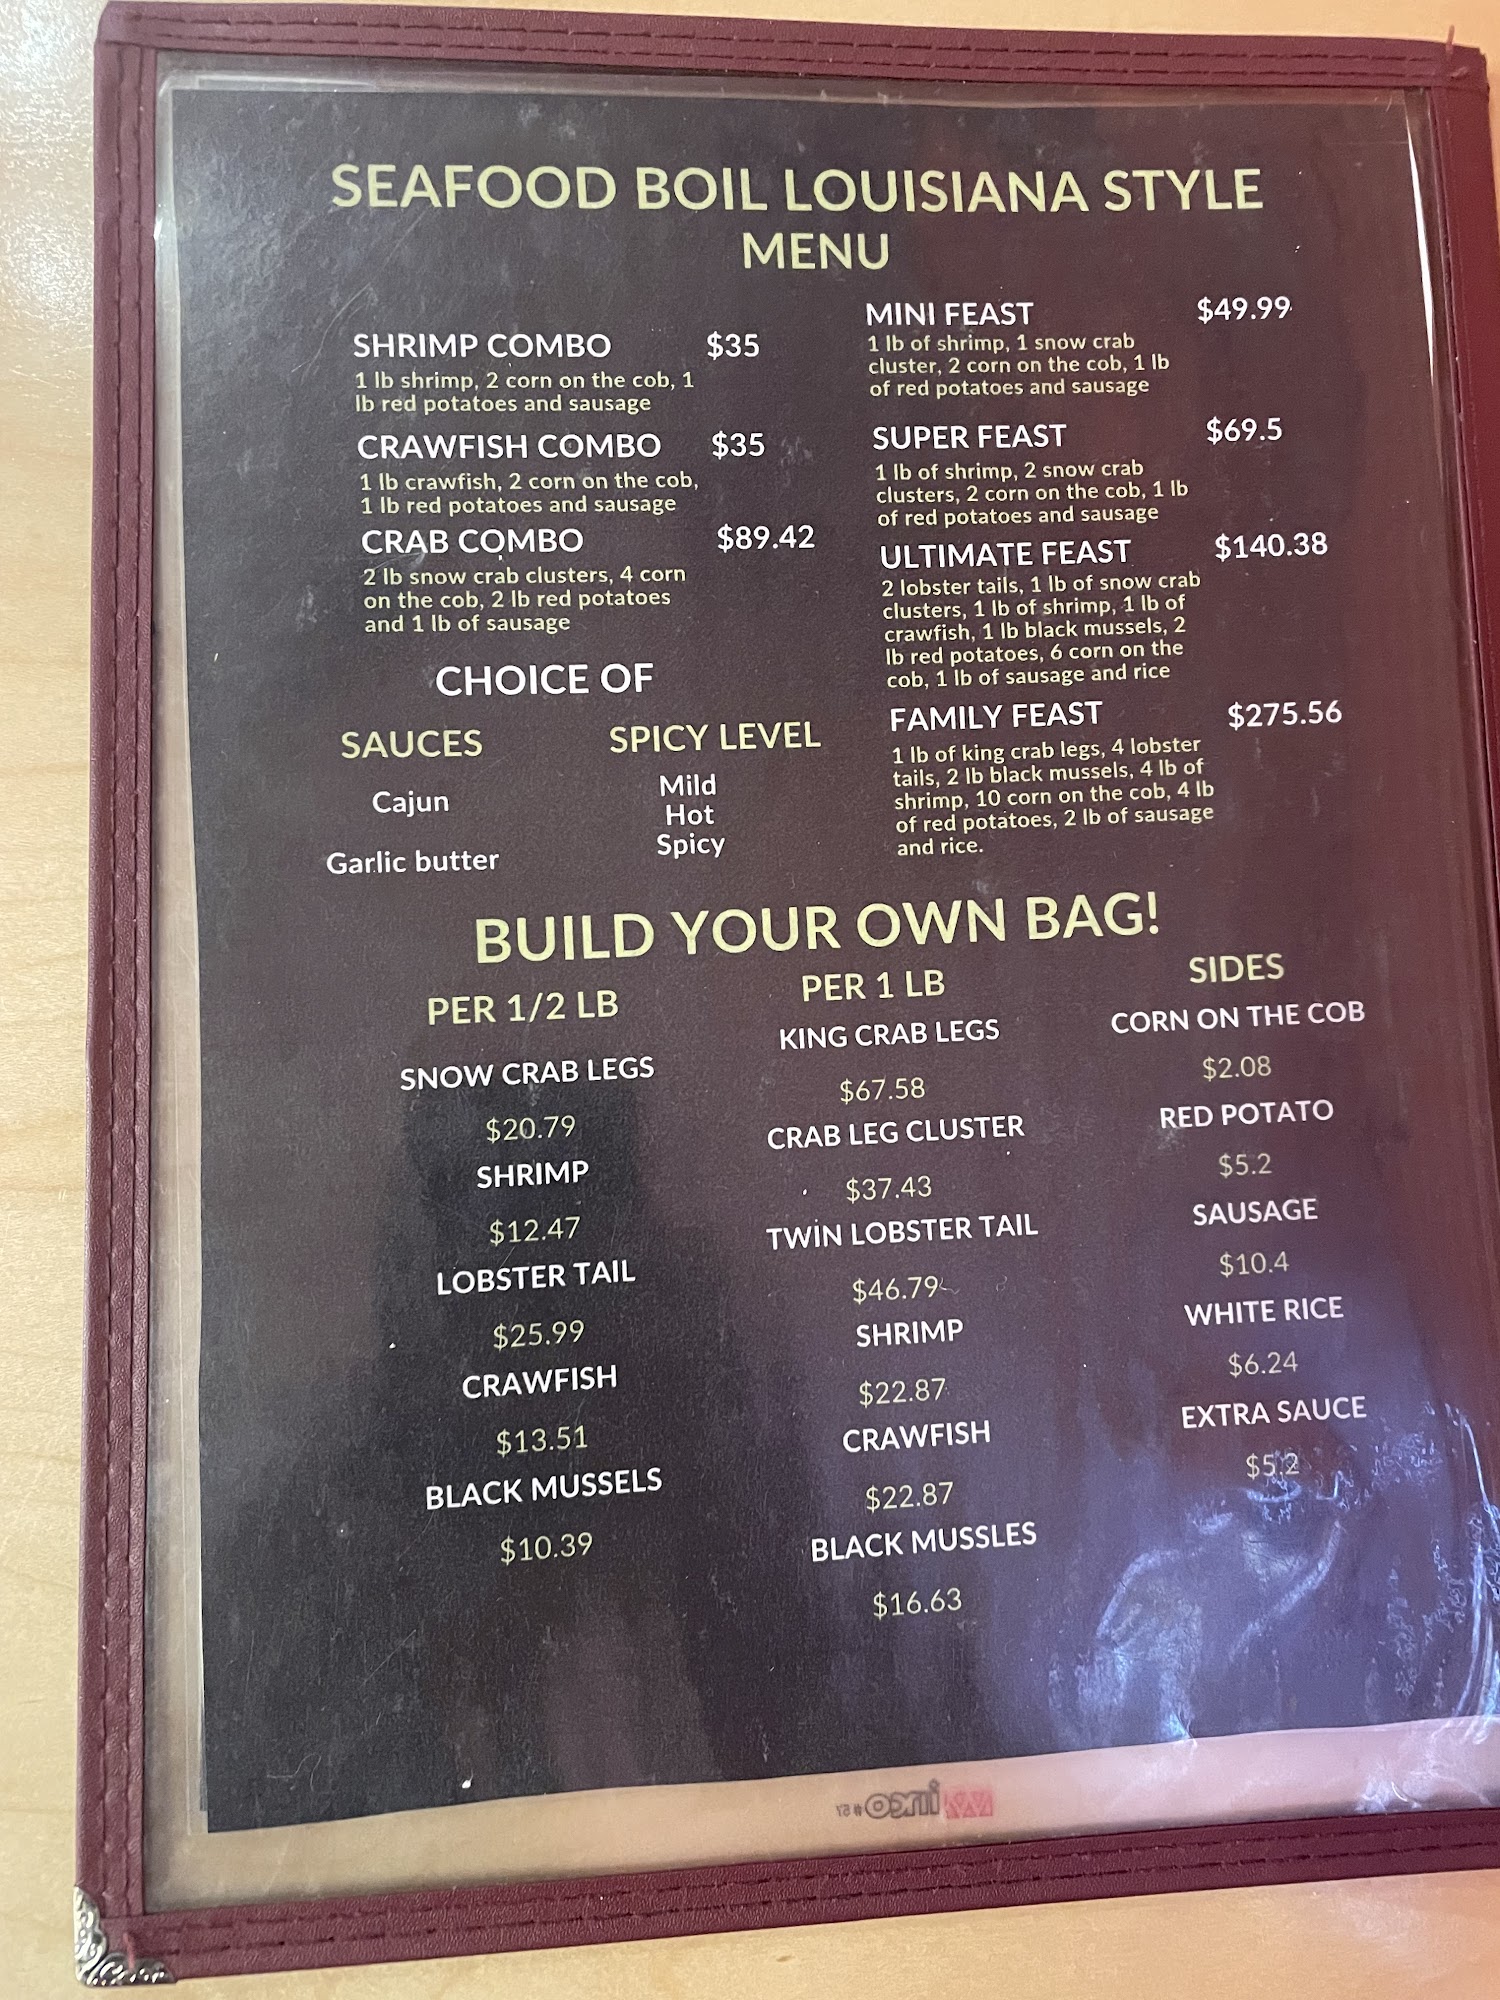 SEAFOOD BOIL LOUISIANA STYLE
MENU
SHRIMP COMBO $35
1 lb shrimp, 2 corn on the cob, 1
lb red potatoes and sausage
CRAWFISH COMBO $35
1 lb crawfish, 2 corn on the cob,
1 lb red potatoes and sausage
CRAB COMBO $89.42
2 lb snow crab clusters, 4 corn
on the cob, 2 lb red potatoes
and 1 lb of sausage
CHOICE OF
SAUCES
Cajun
Garlic butter
SPICY LEVEL
Mild
Hot
Spicy
MINI FEAST $49.99
1 lb of shrimp, 1 snow crab
cluster, 2 corn on the cob, 1 lb
of red potatoes and sausage
SUPER FEAST $69.5
1 lb of shrimp, 2 snow crab
clusters, 2 corn on the cob, 1 lb
of red potatoes and sausage
ULTIMATE FEAST $140.38
2 lobster tails, 1 lb of snow crab
clusters, 1 lb of shrimp, 1 lb of
crawfish, 1 lb black mussels, 2
lb red potatoes, 6 corn on the
cob, 1 lb of sausage and rice
FAMILY FEAST $275.56
1 lb of king crab legs, 4 lobster
tails, 2 lb black mussels, 4 lb of
shrimp, 10 corn on the cob, 4 lb
of red potatoes, 2 lb of sausage
and rice.
BUILD YOUR OWN BAG!
PER 1/2 LB
SNOW CRAB LEGS
$20.79
SHRIMP
$12.47
LOBSTER TAIL
$25.99
CRAWFISH
$13.51
BLACK MUSSELS
$10.39
PER 1 LB
KING CRAB LEGS
$67.58
CRAB LEG CLUSTER
$37.43
TWIN LOBSTER TAIL
$46.79
SHRIMP
$22.87
CRAWFISH
$22.87
BLACK MUSSLES
$16.63
SIDES
CORN ON THE COB
$2.08
RED POTATO
$5.2
SAUSAGE
$10.4
WHITE RICE
$6.24
EXTRA SAUCE
$5.2